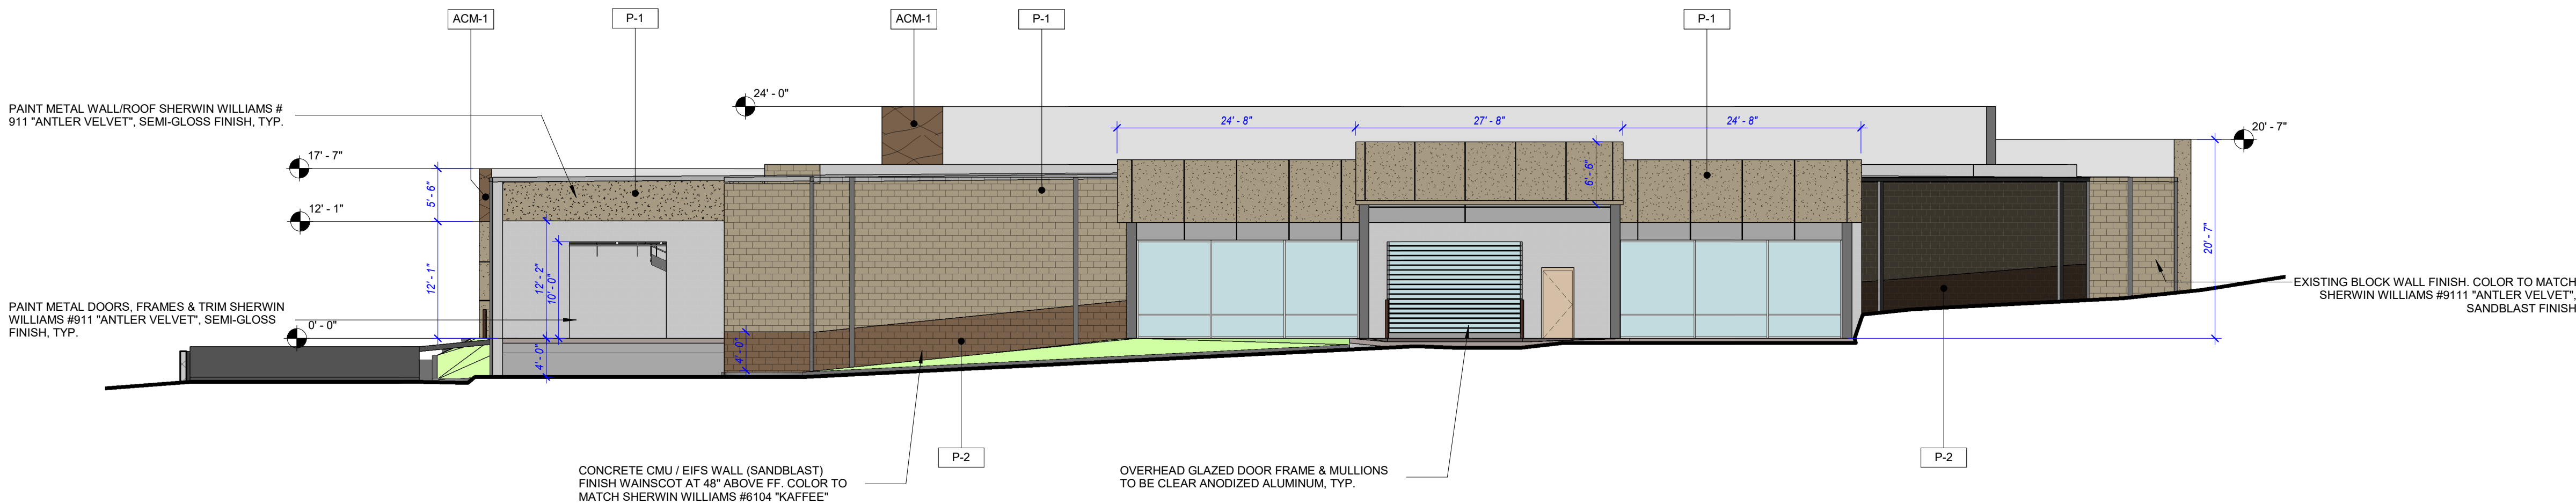 ACM-1
P-1
ACM-1
P-1
P-1
PAINT METAL WALL/ROOF SHERWIN WILLIAMS #
911 "ANTLER VELVET", SEMI-GLOSS FINISH, TYP.
24' - 0"
24' - 8"
27' - 8"
24' - 8"
20' - 7"
17' - 7"
5' - 6"
6' - 6"
12' - 1"
12' - 1"
12' - 2"
10' - 0"
20' - 7"
PAINT METAL DOORS, FRAMES & TRIM SHERWIN
WILLIAMS #911 "ANTLER VELVET", SEMI-GLOSS
FINISH, TYP.
0' - 0"
4' - 0"
4' - 0"
EXISTING BLOCK WALL FINISH. COLOR TO MATCH
SHERWIN WILLIAMS #9111 "ANTLER VELVET",
SANDBLAST FINISH
P-2
P-2
CONCRETE CMU / EIFS WALL (SANDBLAST)
FINISH WAINSCOT AT 48" ABOVE FF. COLOR TO
MATCH SHERWIN WILLIAMS #6104 "KAFFEE"
OVERHEAD GLAZED DOOR FRAME & MULLIONS
TO BE CLEAR ANODIZED ALUMINUM, TYP.